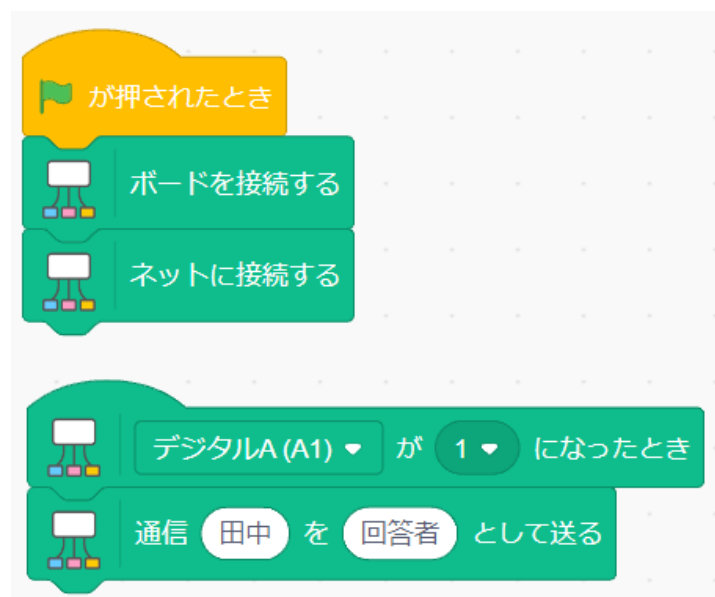 が押されたとき
ボードを接続する
ネットに接続する
デジタルA (A1) が 1 になったとき
通信 田中 を 回答者 として送る